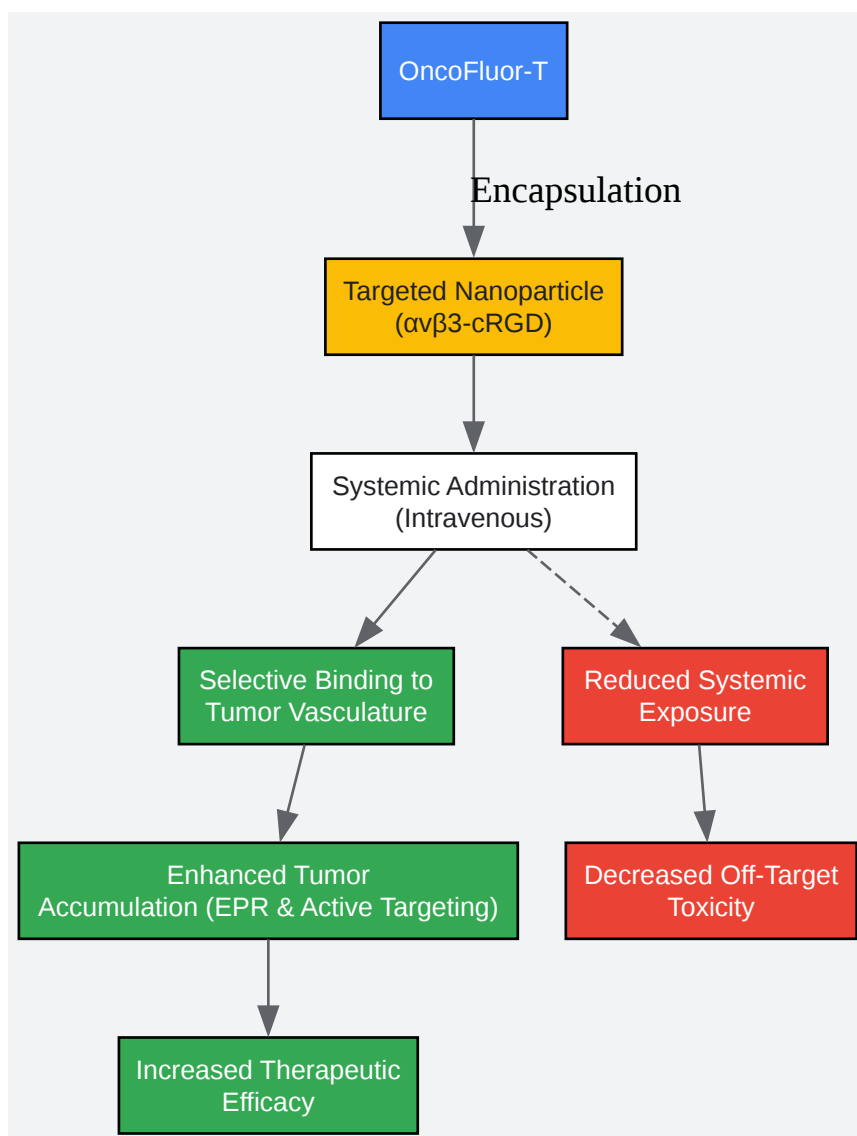 OncoFluor-T
Encapsulation
Targeted Nanoparticle
(αvβ3-cRGD)
Systemic Administration
(Intravenous)
Selective Binding to
Tumor Vasculature
Reduced Systemic
Exposure
Enhanced Tumor
Accumulation (EPR & Active Targeting)
Decreased Off-Target
Toxicity
Increased Therapeutic
Efficacy